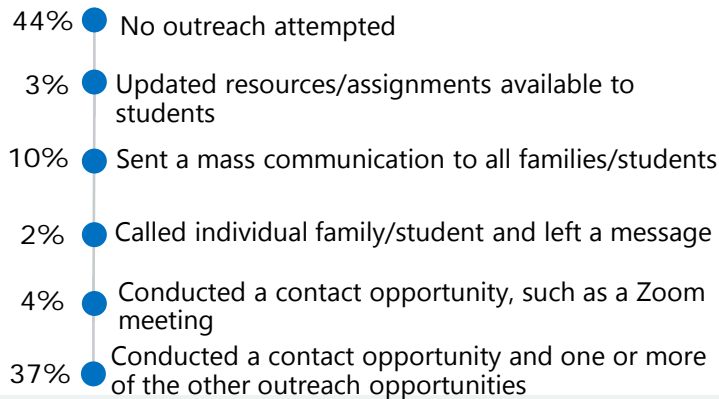 44% No outreach attempted
3% Updated resources/assignments available to
students
10% Sent a mass communication to all families/students
2% Called individual family/student and left a message
4% Conducted a contact opportunity, such as a Zoom
meeting
37% Conducted a contact opportunity and one or more
of the other outreach opportunities